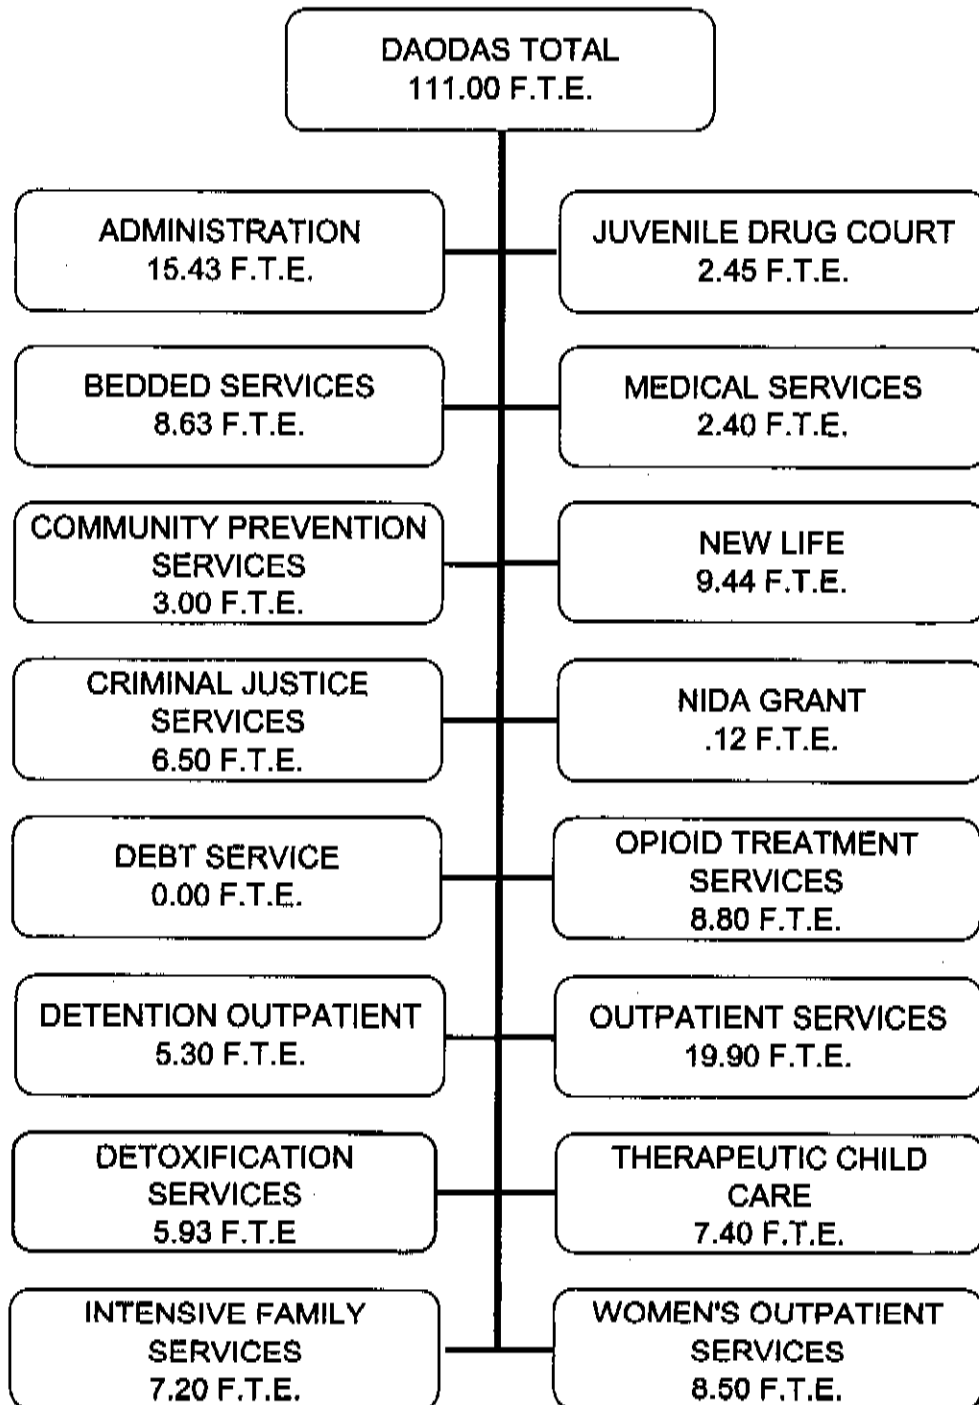 DAODAS TOTAL
111.00 F.T.E.
ADMINISTRATION
15.43 F.T.E.
JUVENILE DRUG COURT
2.45 F.T.E.
BEDDED SERVICES
8.63 F.T.E.
MEDICAL SERVICES
2.40 F.T.E.
COMMUNITY PREVENTION
SERVICES
3.00 F.T.E.
NEW LIFE
9.44 F.T.E.
CRIMINAL JUSTICE
SERVICES
6.50 F.T.E.
NIDA GRANT
.12 F.T.E.
DEBT SERVICE
0.00 F.T.E.
OPIOID TREATMENT
SERVICES
8.80 F.T.E.
DETENTION OUTPATIENT
5.30 F.T.E.
OUTPATIENT SERVICES
19.90 F.T.E.
DETOXIFICATION
SERVICES
5.93 F.T.E
THERAPEUTIC CHILD
CARE
7.40 F.T.E.
INTENSIVE FAMILY
SERVICES
7.20 F.T.E.
WOMEN'S OUTPATIENT
SERVICES
8.50 F.T.E.